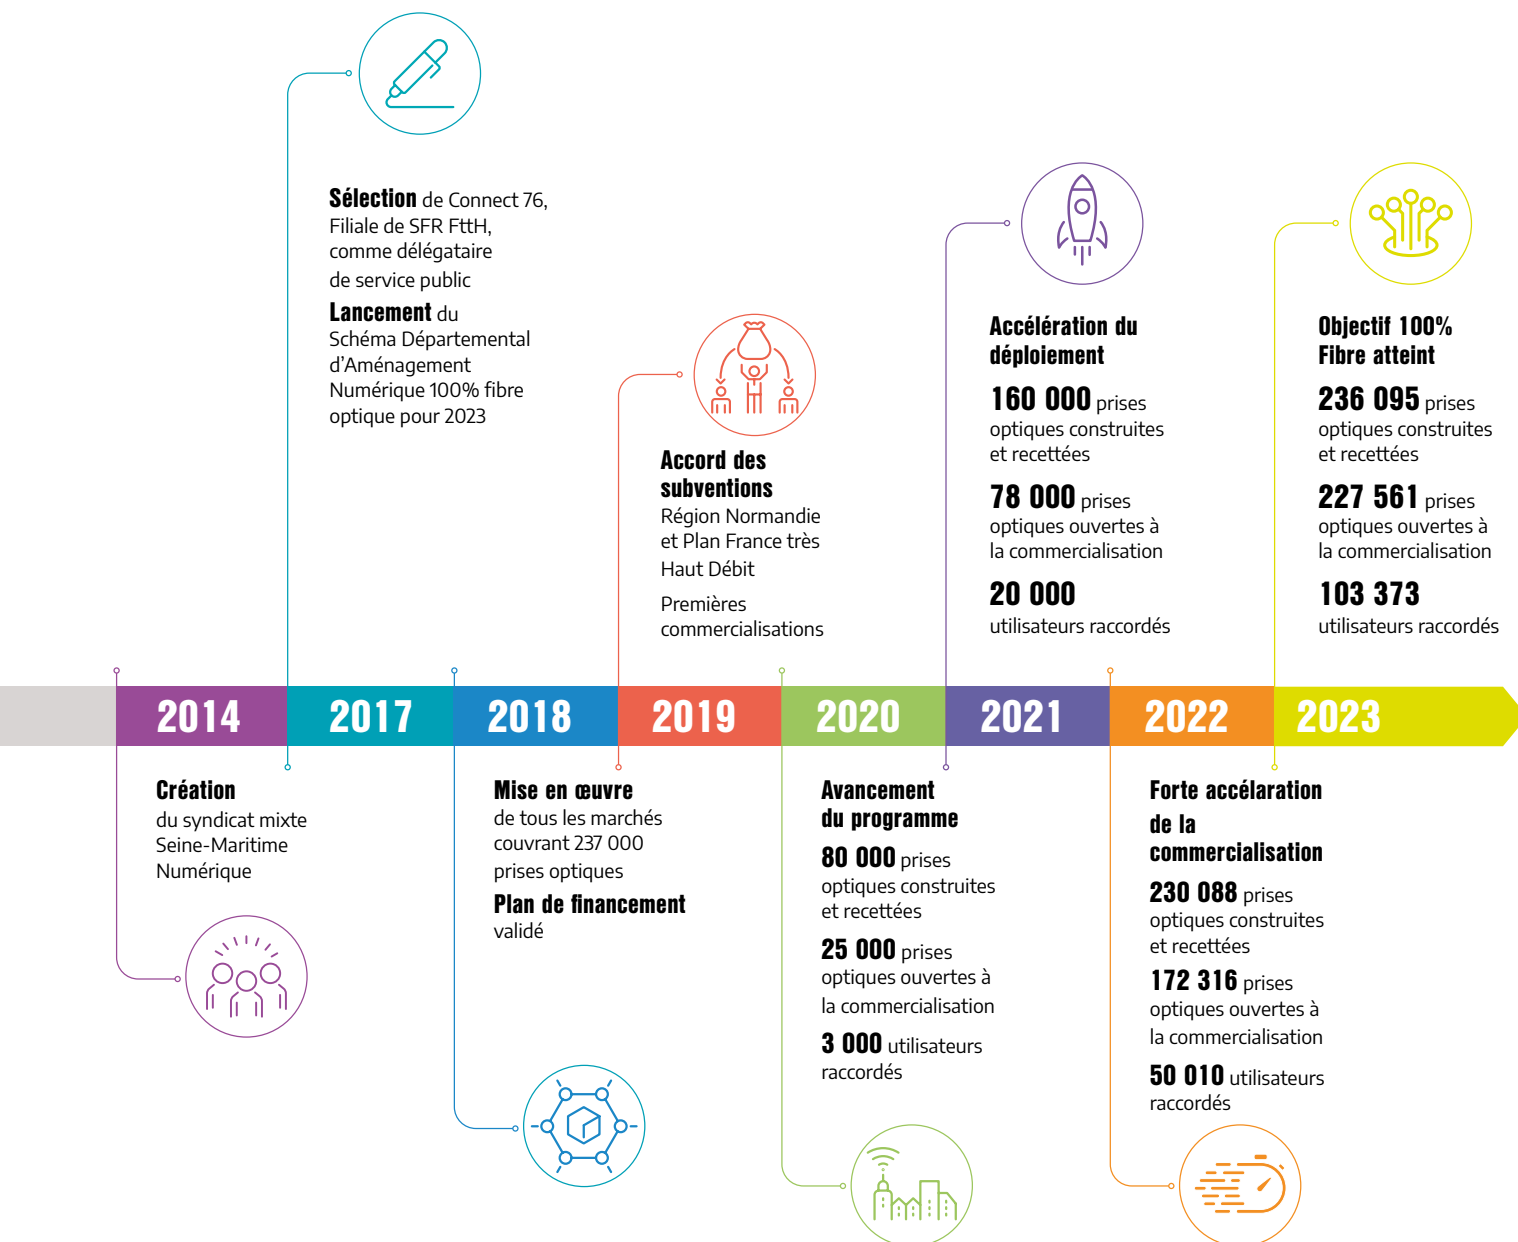 Sélection de Connect 76,
Filiale de SFR FttH,
comme délégataire
de service public
Lancement du
Schéma Départemental
d'Aménagement
Numérique 100% fibre
optique pour 2023
Accord des
subventions
Région Normandie
et Plan France très
Haut Débit
Premières
commercialisations
Accélération du
déploiement
160 000 prises
optiques construites
et recettées
78 000 prises
optiques ouvertes à
la commercialisation
20 000
utilisateurs raccordés
Objectif 100%
Fibre atteint
236 095 prises
optiques construites
et recettées
227 561 prises
optiques ouvertes à
la commercialisation
103 373
utilisateurs raccordés
2014 2017 2018 2019 2020 2021 2022 2023
Création
du syndicat mixte
Seine-Maritime
Numérique
Mise en œuvre
de tous les marchés
couvrant 237 000
prises optiques
Plan de financement
validé
Avancement
du programme
80 000 prises
optiques construites
et recettées
25 000 prises
optiques ouvertes à
la commercialisation
3 000 utilisateurs
raccordés
Forte accélaration
de la
commercialisation
230 088 prises
optiques construites
et recettées
172 316 prises
optiques ouvertes à
la commercialisation
50 010 utilisateurs
raccordés